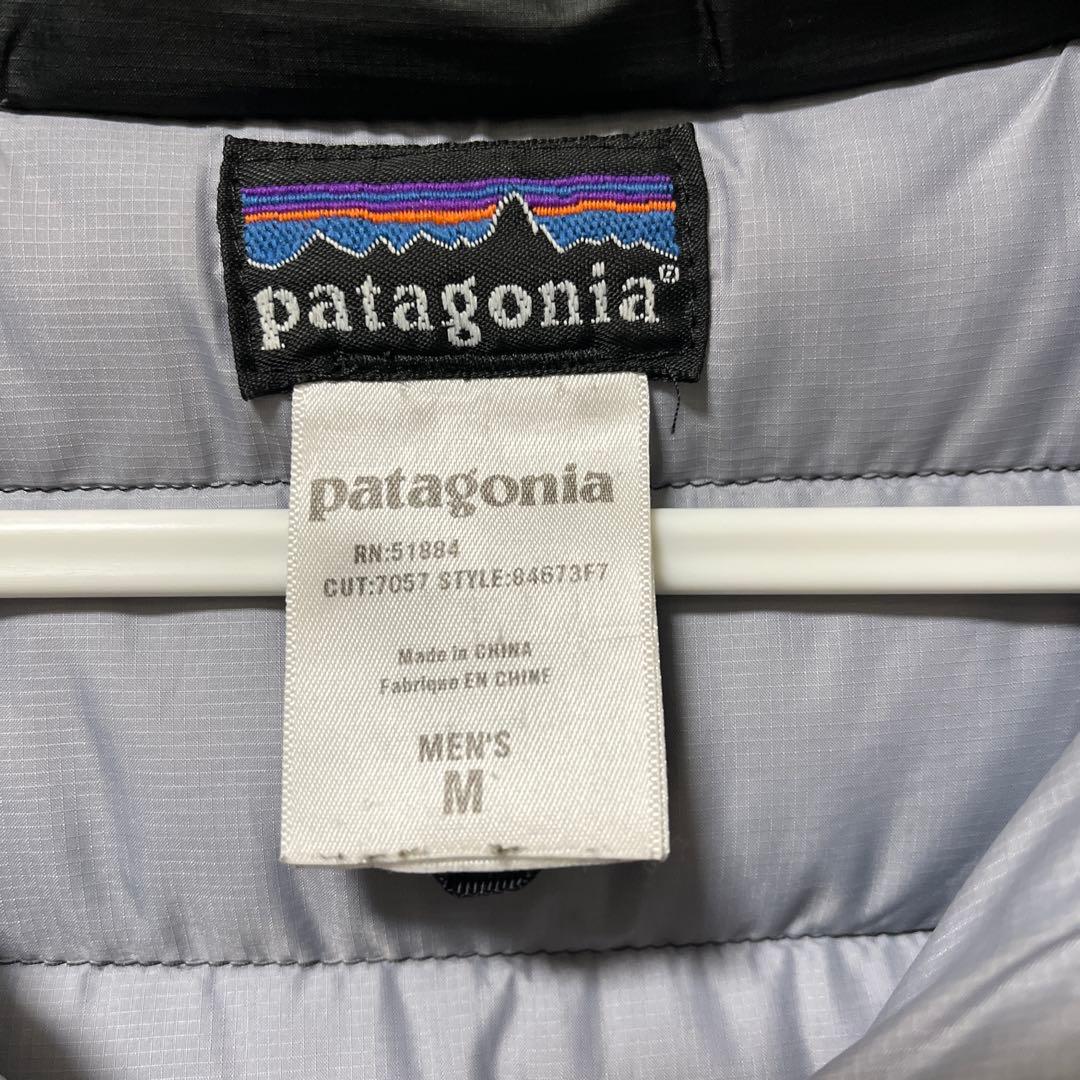 patagonia®
patagonia
RN:51884
CUT:7057 STYLE:84673F7
Made in CHINA
Fabriqué EN CHINE
MEN'S
M